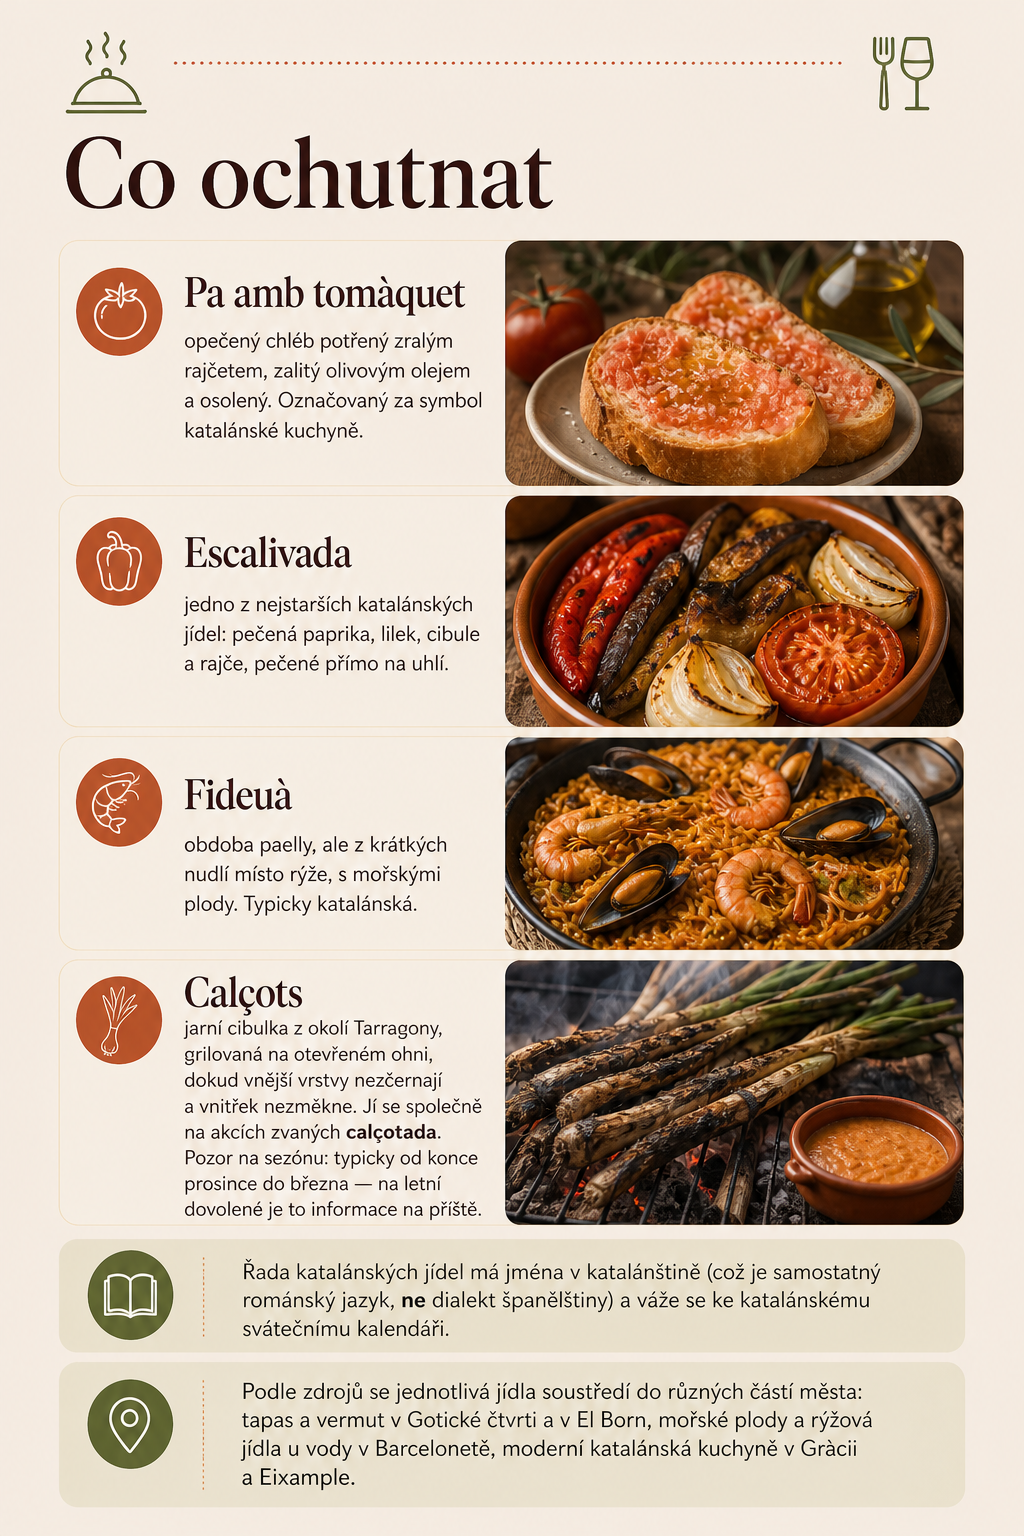 Co ochutnat
Pa amb tomàquet
opečený chléb potřený zralým
rajčetem, zalitý olivovým olejem
a osolený. Označovaný za symbol
katalánské kuchyně.
Escalivada
jedno z nejstarších katalánských
jídel: pečená paprika, lilek, cibule
a rajče, pečené přímo na uhlí.
Fideuà
obdoba paelly, ale z krátkých
nudlí místo rýže, s mořskými
plody. Typicky katalánská.
Calçots
jarní cibulka z okolí Tarragony,
grilovaná na otevřeném ohni,
dokud vnější vrstvy nezčernají
a vnitřek nezměkne. Jí se společně
na akcích zvaných calçotada.
Pozor na sezónu: typicky od konce
prosince do března — na letní
dovolené je to informace na příště.
Řada katalánských jídel má jména v katalánštině (což je samostatný
románský jazyk, ne dialekt španělštiny) a váže se ke katalánskému
svátečnímu kalendáři.
Podle zdrojů se jednotlivá jídla soustředí do různých částí města:
tapas a vermut v Gotické čtvrti a v El Born, mořské plody a rýžová
jídla u vody v Barcelonetě, moderní katalánská kuchyně v Gràcii
a Eixample.